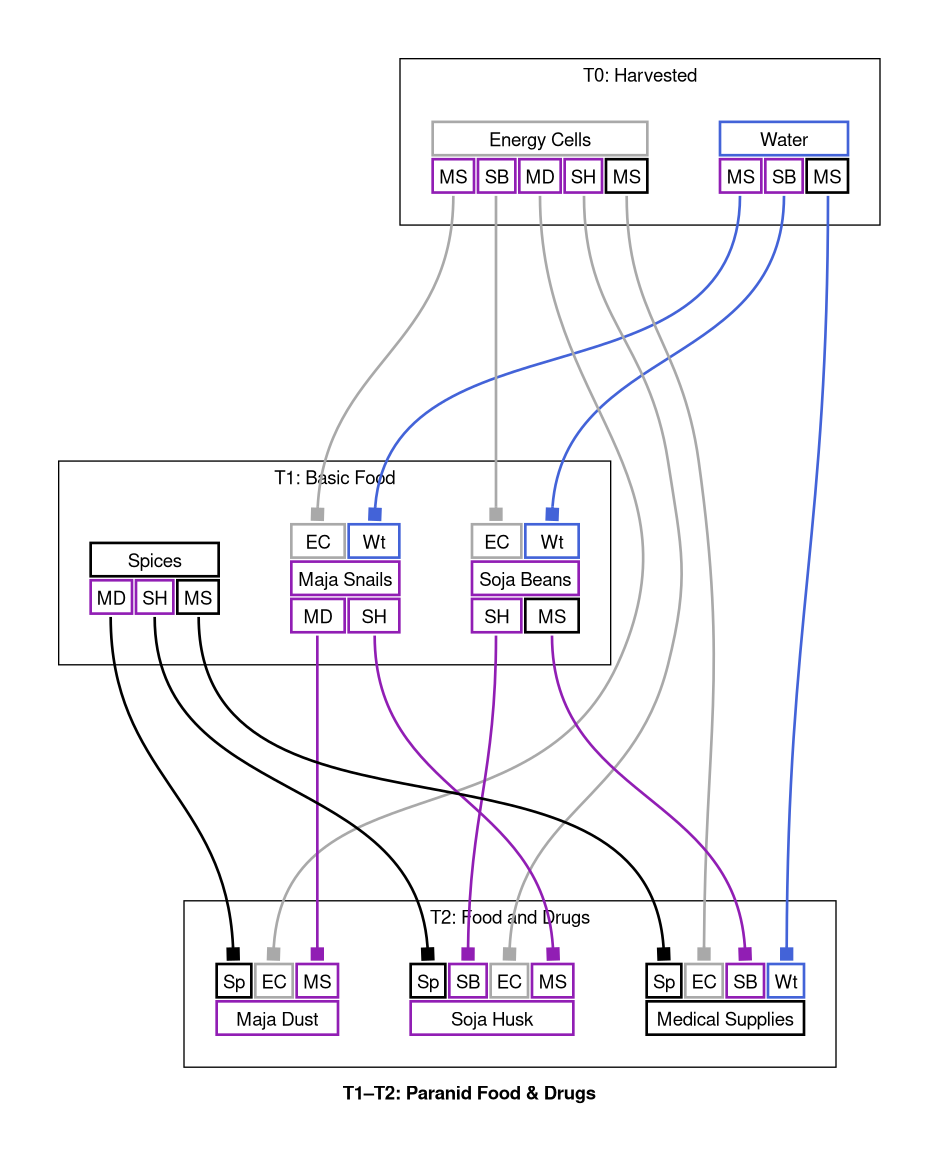 T0: Harvested
Energy Cells
Water
MS SB MD SH MS
MS SB MS
T1: Basic Food
EC Wt
EC Wt
Spices
Maja Snails
Soja Beans
MD SH MS
MD SH
SH MS
T2: Food and Drugs
Sp EC MS
Sp SB EC MS
Sp EC SB Wt
Maja Dust
Soja Husk
Medical Supplies
T1–T2: Paranid Food & Drugs